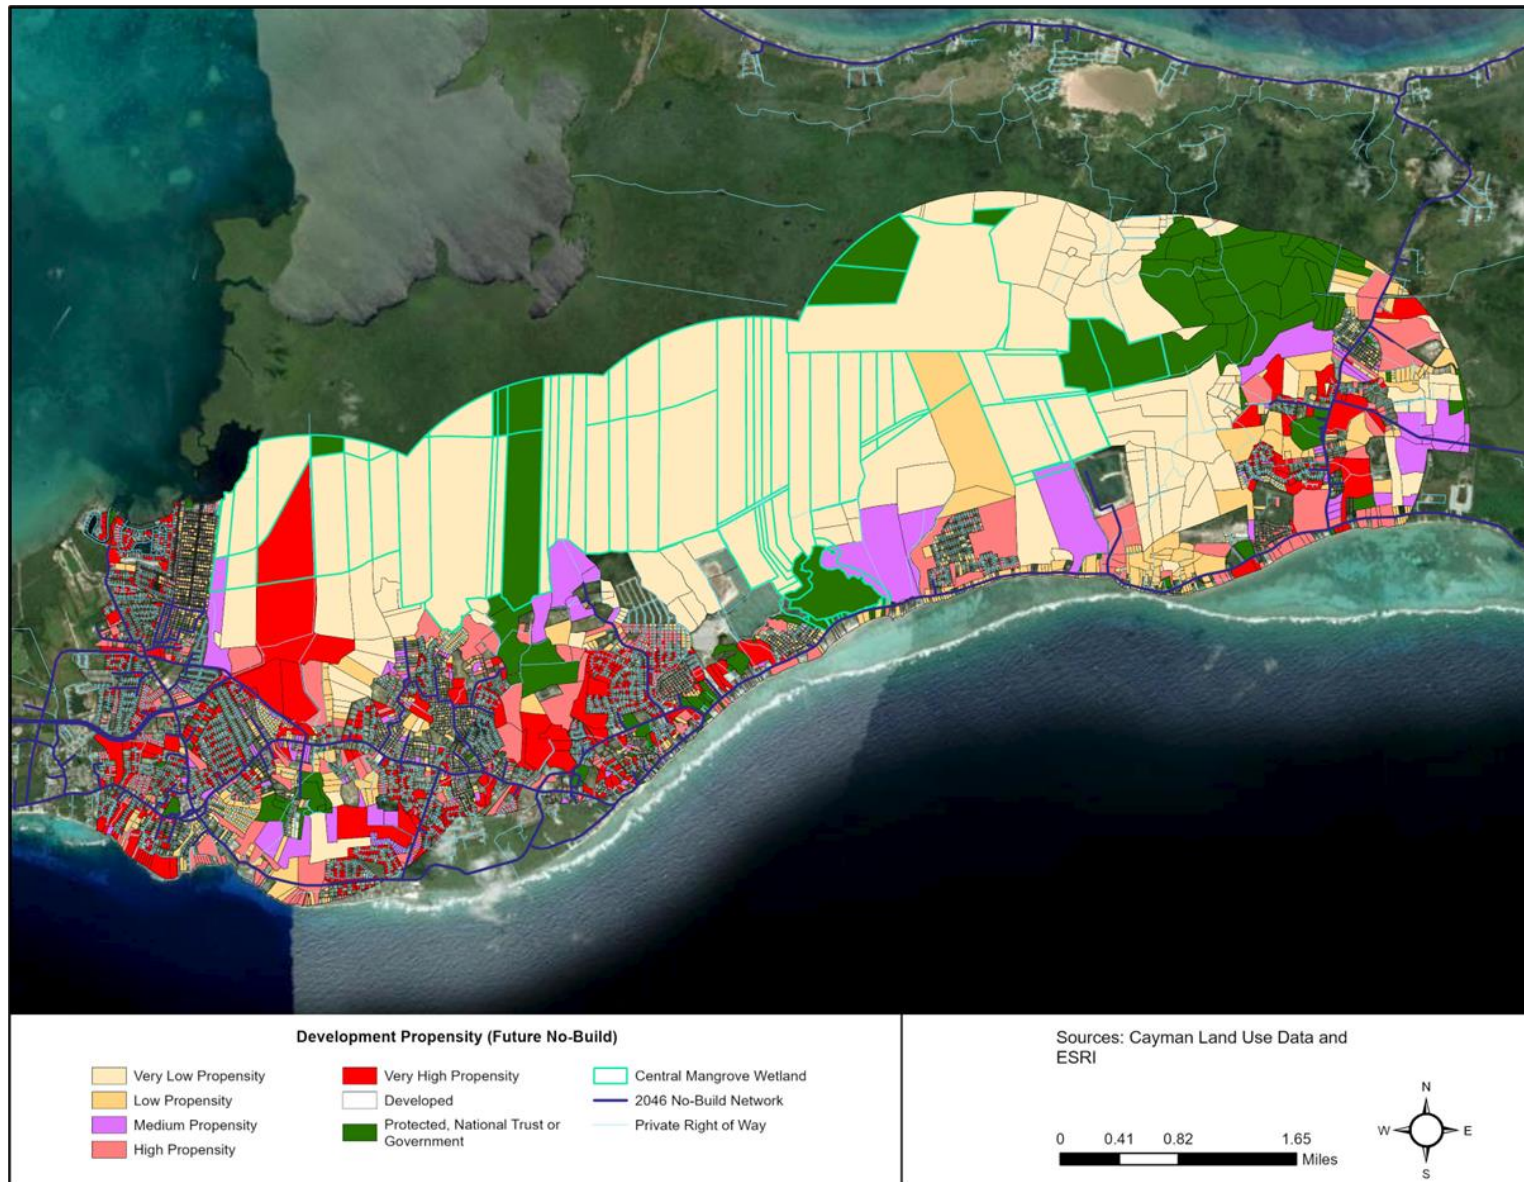 Development Propensity (Future No-Build)
Very Low Propensity
Low Propensity
Medium Propensity
High Propensity
Very High Propensity
Developed
Protected, National Trust or
Government
Central Mangrove Wetland
2046 No-Build Network
Private Right of Way
Sources: Cayman Land Use Data and
ESRI
0 0.41 0.82 1.65
Miles
N
W E
S